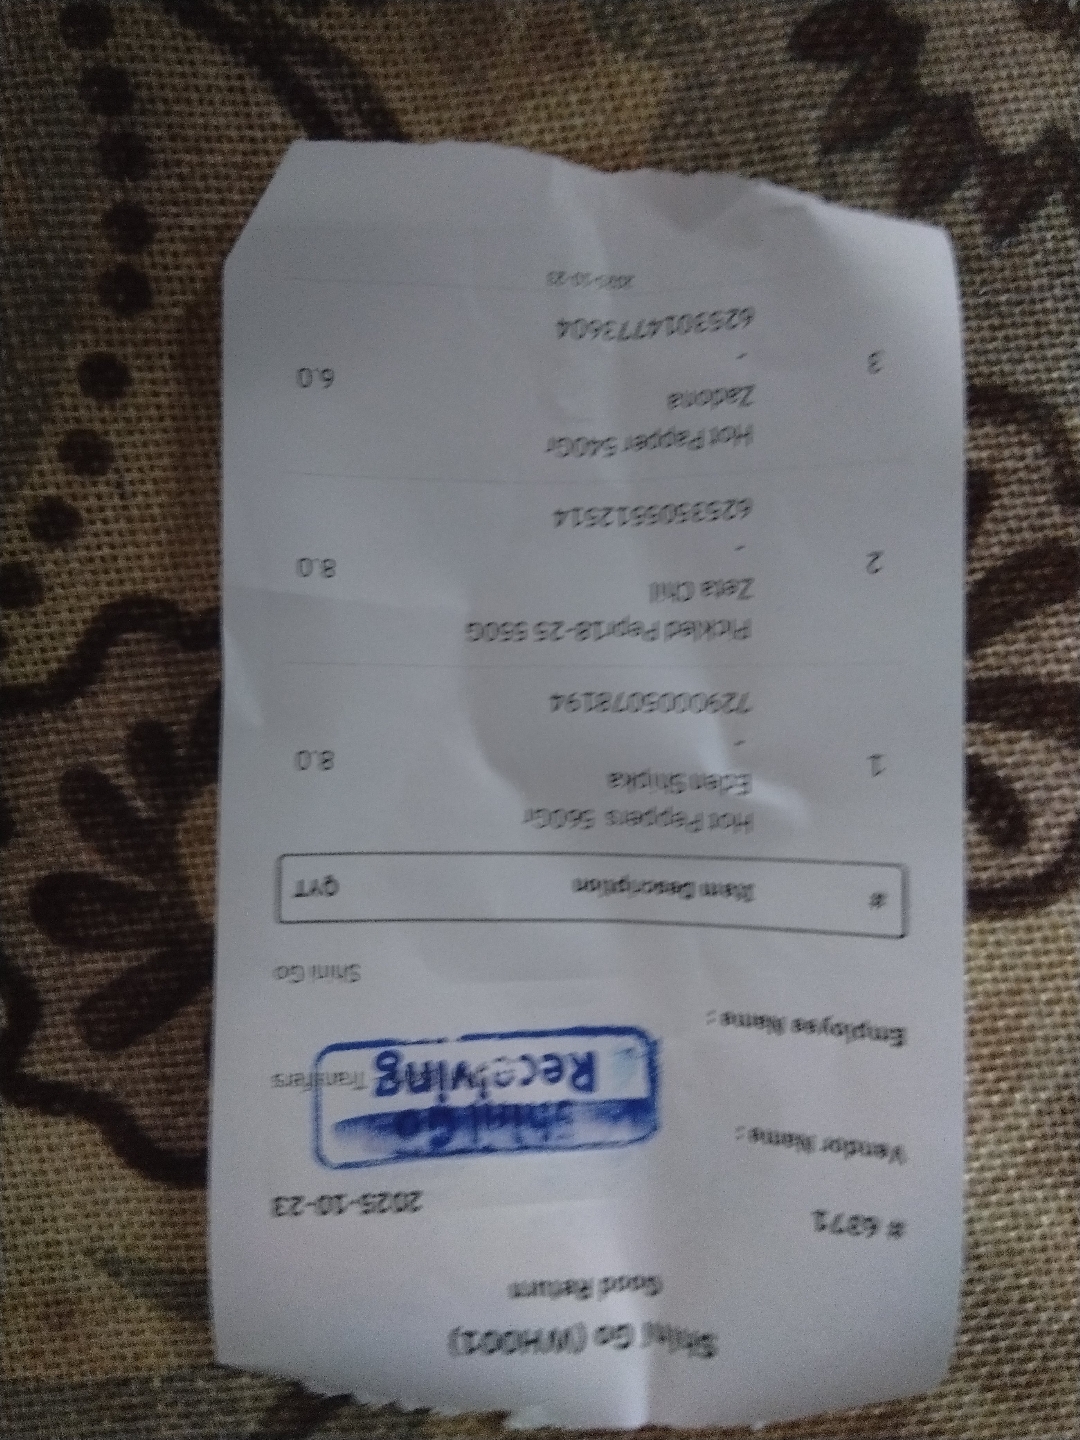 Shini Go (WH001)
Good Return
# 6371
2025-10-23
Vendor Name :
Transfers
Shini Go
Receiving
Employee Name :
Shini Go
# Item Description QYT
Hot Peppers 560Gr
Eden Shipka
1 - 8.0
7290005078194
Pickled Pepr18-25 550G
Zeta Chil
2 - 8.0
6253505512514
Hot Papper 540Gr
Zadona
3 - 6.0
6253014773604
2025-10-23